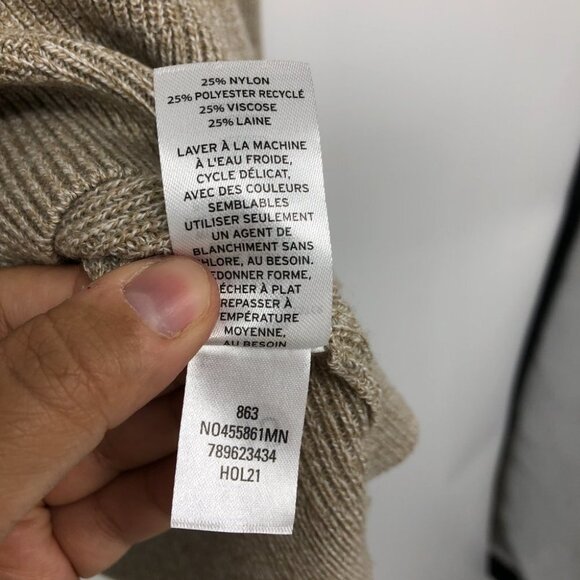 25% NYLON
25% POLYESTER RECYCLÉ
25% VISCOSE
25% LAINE
LAVER À LA MACHINE
À L'EAU FROIDE,
CYCLE DÉLICAT,
AVEC DES COULEURS
SEMBLABLES
UTILISER SEULEMENT
UN AGENT DE
BLANCHIMENT SANS
HLORE, AU BESOIN.
EDONNER FORME,
ÉCHER À PLAT
REPASSER À
TEMPÉRATURE
MOYENNE,
AU BESOIN
863
NO455861MN
789623434
HOL21